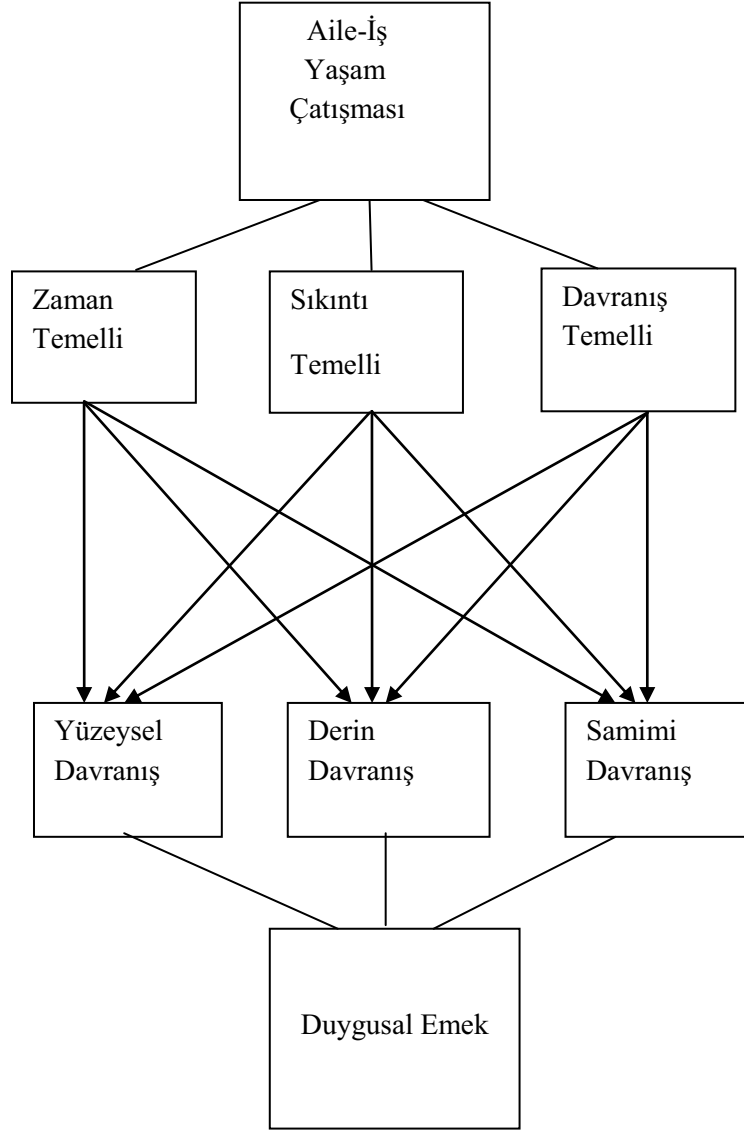 Aile-İş
Yaşam
Çatışması
Zaman
Temelli
Sıkıntı
Temelli
Davranış
Temelli
Yüzeysel
Davranış
Derin
Davranış
Samimi
Davranış
Duygusal Emek